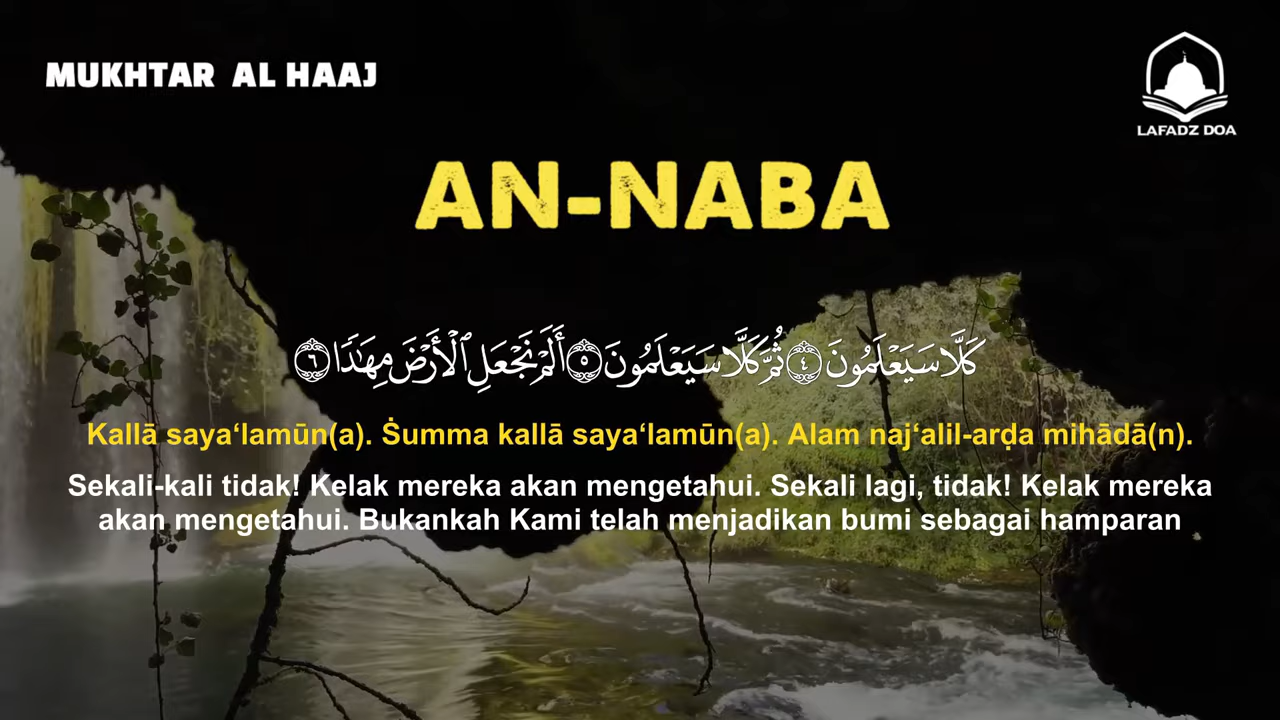 MUKHTAR AL HAAJ
LAFADZ DOA
AN-NABA
كَلَّا سَيَعْلَمُونَ ٤ ثُمَّ كَلَّا سَيَعْلَمُونَ ٥ أَلَمْ نَجْعَلِ ٱلْأَرْضَ مِهَـٰدًا ٦
Kallā saya‘lamūn(a). Ṡumma kallā saya‘lamūn(a). Alam naj‘alil-arḍa mihādā(n).
Sekali-kali tidak! Kelak mereka akan mengetahui. Sekali lagi, tidak! Kelak mereka
akan mengetahui. Bukankah Kami telah menjadikan bumi sebagai hamparan